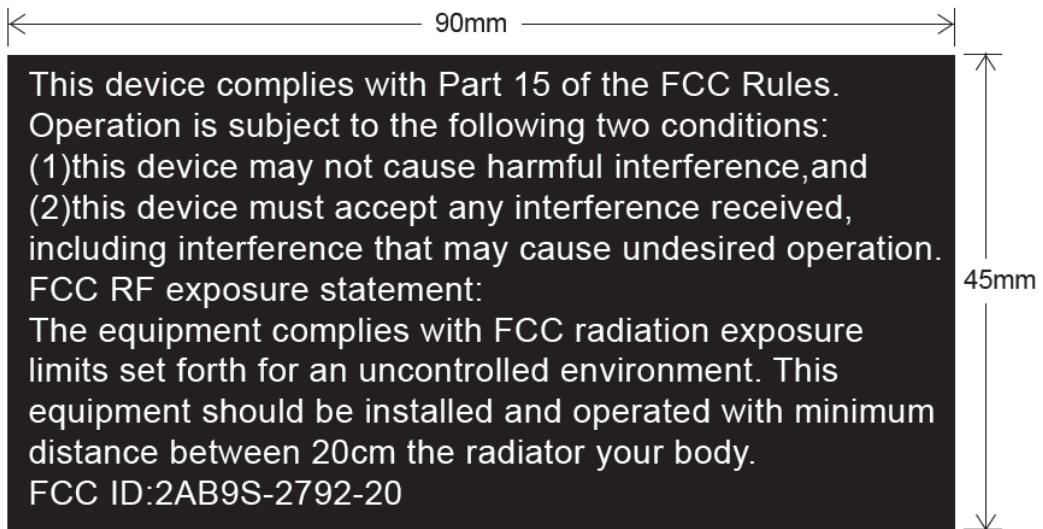 90mm
This device complies with Part 15 of the FCC Rules.
Operation is subject to the following two conditions:
(1)this device may not cause harmful interference,and
(2)this device must accept any interference received,
including interference that may cause undesired operation.
FCC RF exposure statement:
The equipment complies with FCC radiation exposure
limits set forth for an uncontrolled environment. This
equipment should be installed and operated with minimum
distance between 20cm the radiator your body.
FCC ID:2AB9S-2792-20
45mm